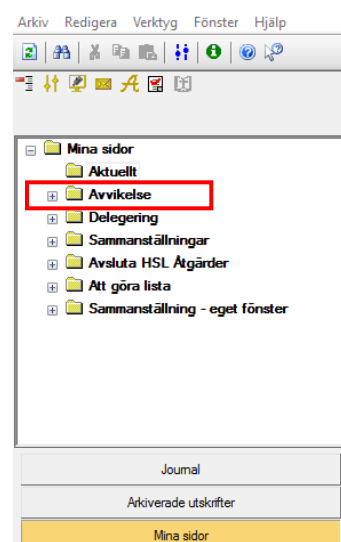 Arkiv Redigera Verktyg Fönster Hjälp
Mina sidor
Aktuellt
Avvikelse
Delegering
Sammanställningar
Avsluta HSL Åtgärder
Att göra lista
Sammanställning - eget fönster
Journal
Arkiverade utskrifter
Mina sidor